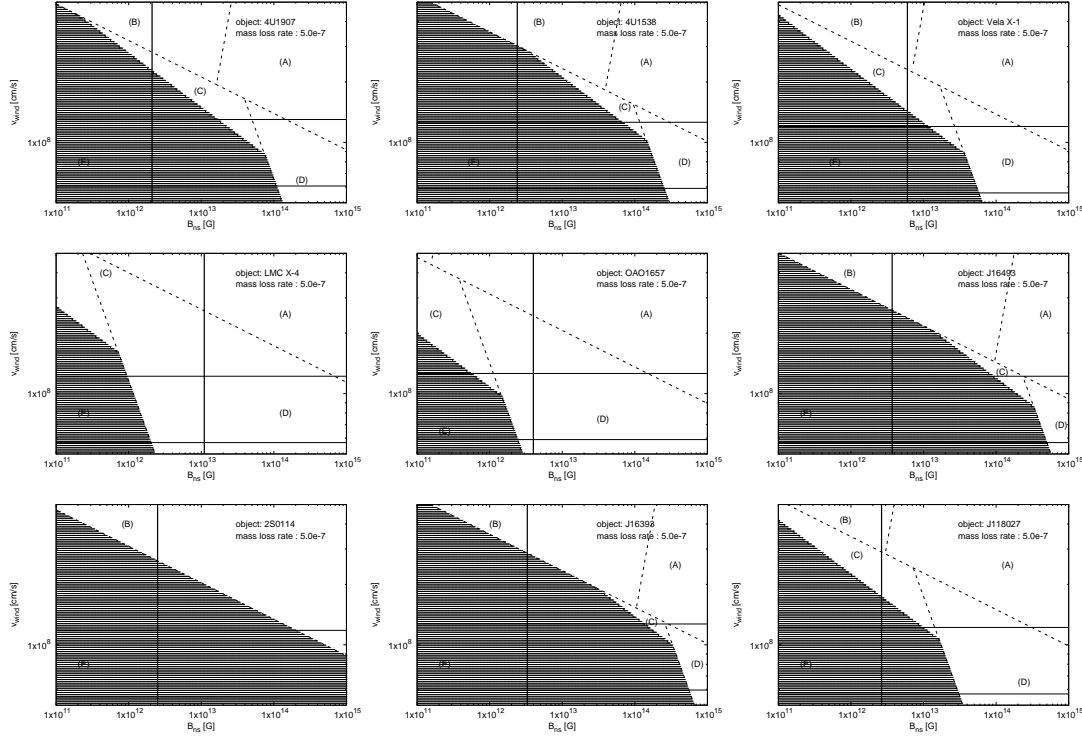 (B)
object: 4U1907
mass loss rate : 5.0e-7
(A)
(C)
(E)
(D)
v_wind [cm/s]
1x10^8
1x10^11 1x10^12 1x10^13 1x10^14 1x10^15
B_ns [G]
(B)
object: 4U1538
mass loss rate : 5.0e-7
(A)
(C)
(E)
(D)
v_wind [cm/s]
1x10^8
1x10^11 1x10^12 1x10^13 1x10^14 1x10^15
B_ns [G]
(B)
object: Vela X-1
mass loss rate : 5.0e-7
(A)
(C)
(E)
(D)
v_wind [cm/s]
1x10^8
1x10^11 1x10^12 1x10^13 1x10^14 1x10^15
B_ns [G]
(C)
object: LMC X-4
mass loss rate : 5.0e-7
(A)
(E)
(D)
v_wind [cm/s]
1x10^8
1x10^11 1x10^12 1x10^13 1x10^14 1x10^15
B_ns [G]
object: OAO1657
mass loss rate : 5.0e-7
(C)
(A)
(E)
(D)
v_wind [cm/s]
1x10^8
1x10^11 1x10^12 1x10^13 1x10^14 1x10^15
B_ns [G]
(B)
object: J16493
mass loss rate : 5.0e-7
(A)
(C)
(E)
(D)
v_wind [cm/s]
1x10^8
1x10^11 1x10^12 1x10^13 1x10^14 1x10^15
B_ns [G]
(B)
object: 2S0114
mass loss rate : 5.0e-7
(E)
v_wind [cm/s]
1x10^8
1x10^11 1x10^12 1x10^13 1x10^14 1x10^15
B_ns [G]
(B)
object: J16393
mass loss rate : 5.0e-7
(A)
(C)
(E)
(D)
v_wind [cm/s]
1x10^8
1x10^11 1x10^12 1x10^13 1x10^14 1x10^15
B_ns [G]
(B)
object: J118027
mass loss rate : 5.0e-7
(C)
(A)
(E)
(D)
v_wind [cm/s]
1x10^8
1x10^11 1x10^12 1x10^13 1x10^14 1x10^15
B_ns [G]